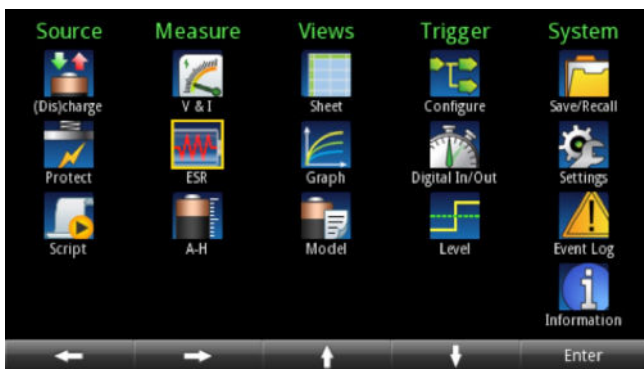 Source Measure Views Trigger System
(Dis)charge V & I Sheet Configure Save/Recall
Protect ESR Graph Digital In/Out Settings
Script A-H Model Level Event Log
Information
Enter